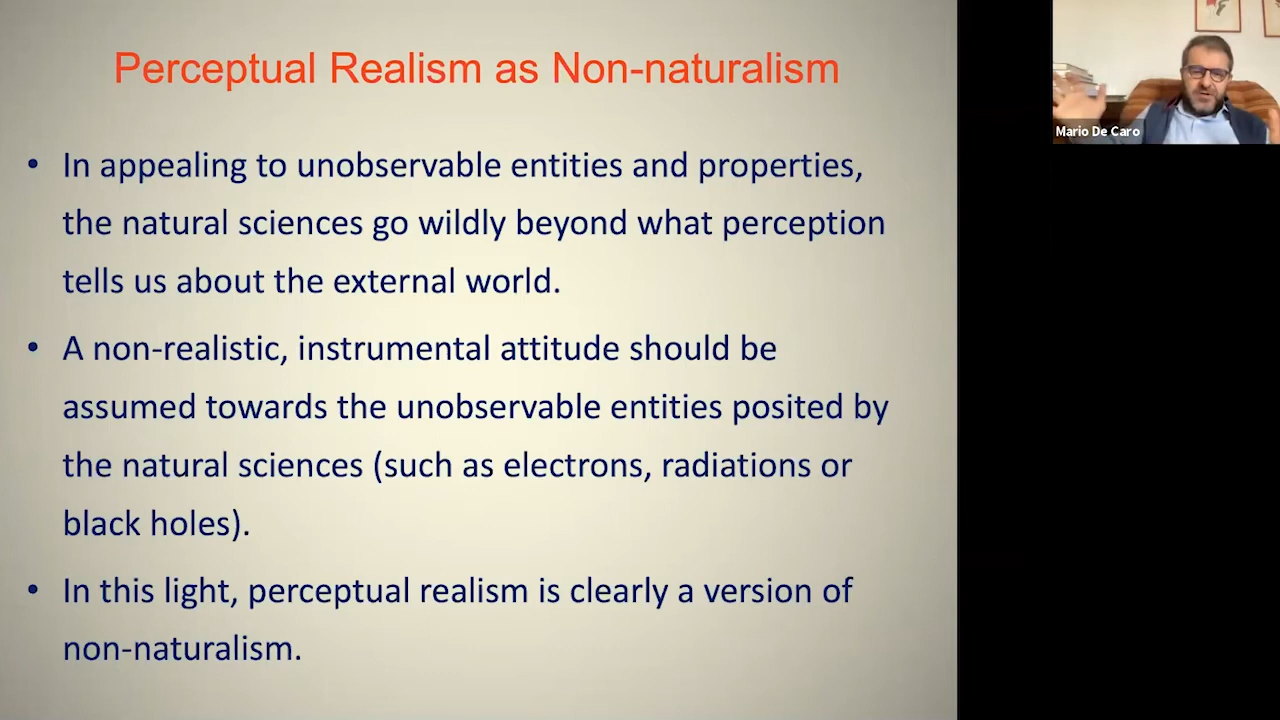 Perceptual Realism as Non-naturalism
• In appealing to unobservable entities and properties,
the natural sciences go wildly beyond what perception
tells us about the external world.
• A non-realistic, instrumental attitude should be
assumed towards the unobservable entities posited by
the natural sciences (such as electrons, radiations or
black holes).
• In this light, perceptual realism is clearly a version of
non-naturalism.
Mario De Caro